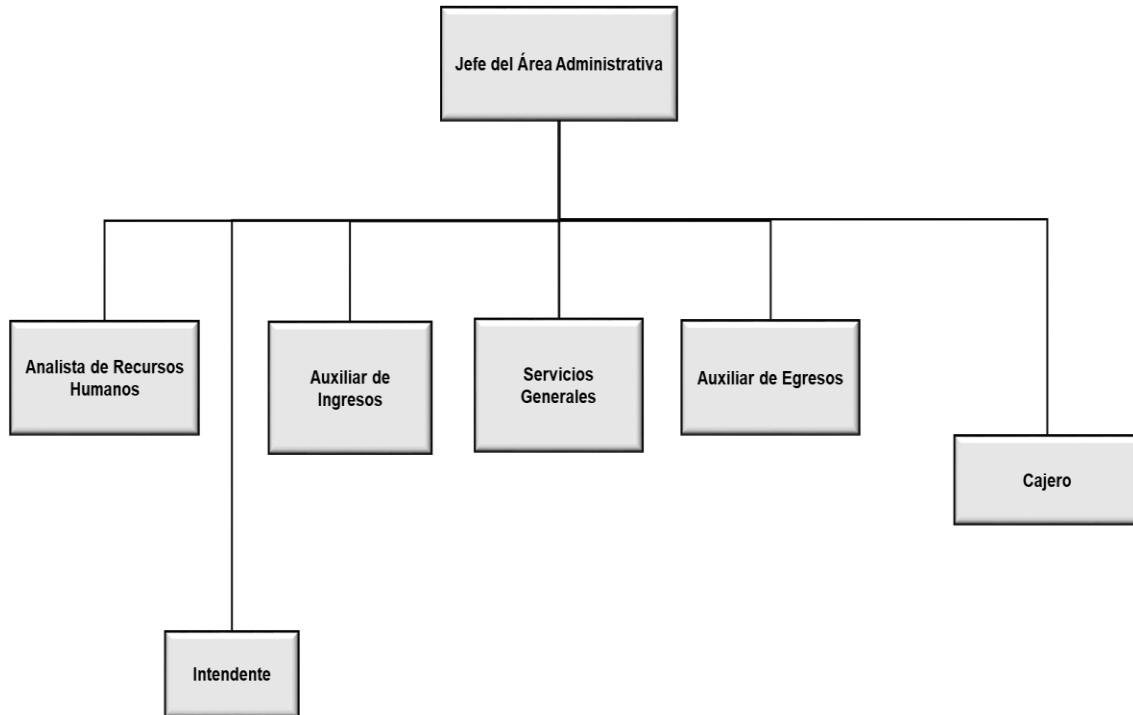 Jefe del Área Administrativa
Analista de Recursos
Humanos
Auxiliar de
Ingresos
Servicios
Generales
Auxiliar de Egresos
Cajero
Intendente